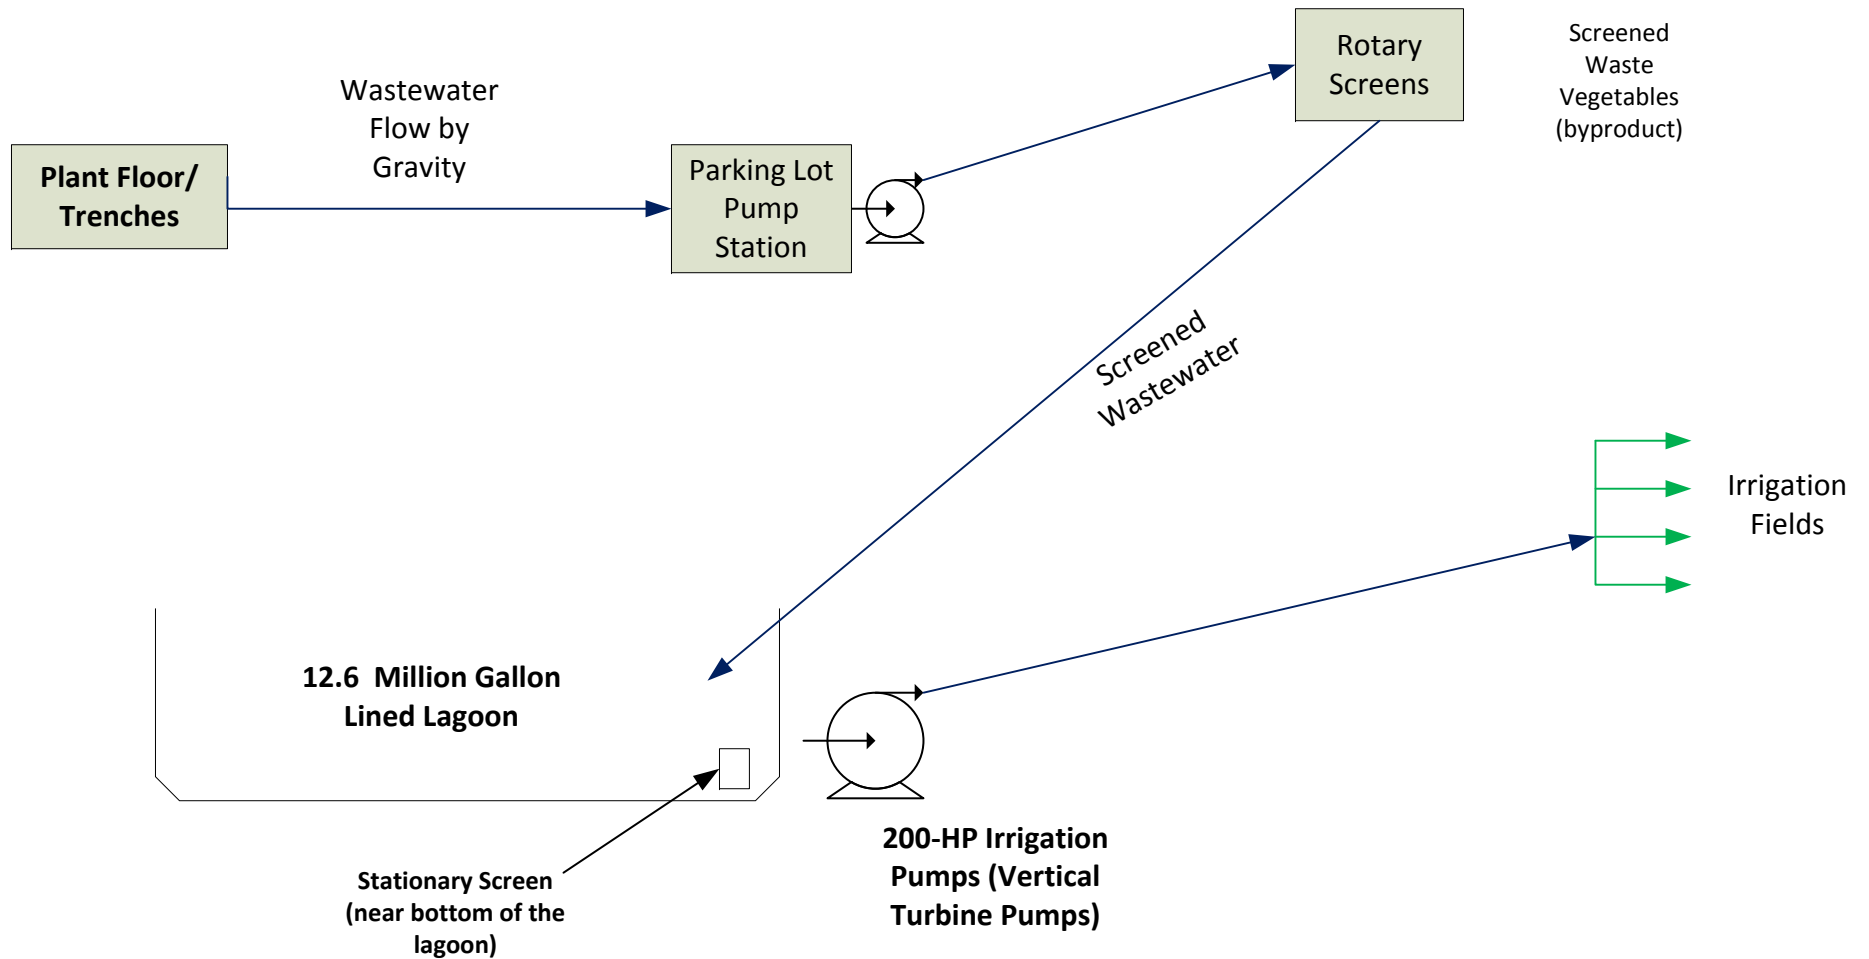 Wastewater
Flow by
Gravity
Plant Floor/
Trenches
Parking Lot
Pump
Station
Rotary
Screens
Screened
Waste
Vegetables
(byproduct)
Screened
Wastewater
Irrigation
Fields
12.6  Million Gallon
Lined Lagoon
200-HP Irrigation
Pumps (Vertical
Turbine Pumps)
Stationary Screen
(near bottom of the
lagoon)